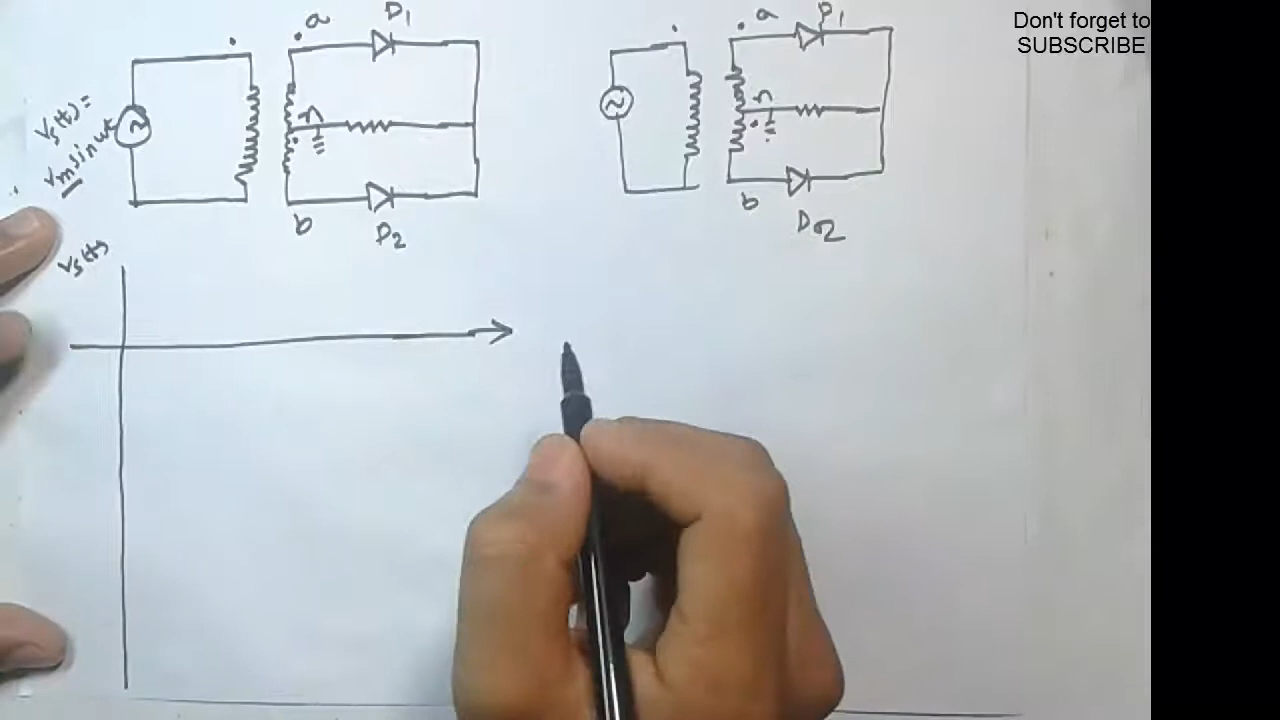 Don't forget to
SUBSCRIBE
a
D1
n
b
D2
Vs(t) =
Vm sin ωt
a
D1
n
b
D2
Vs(t)